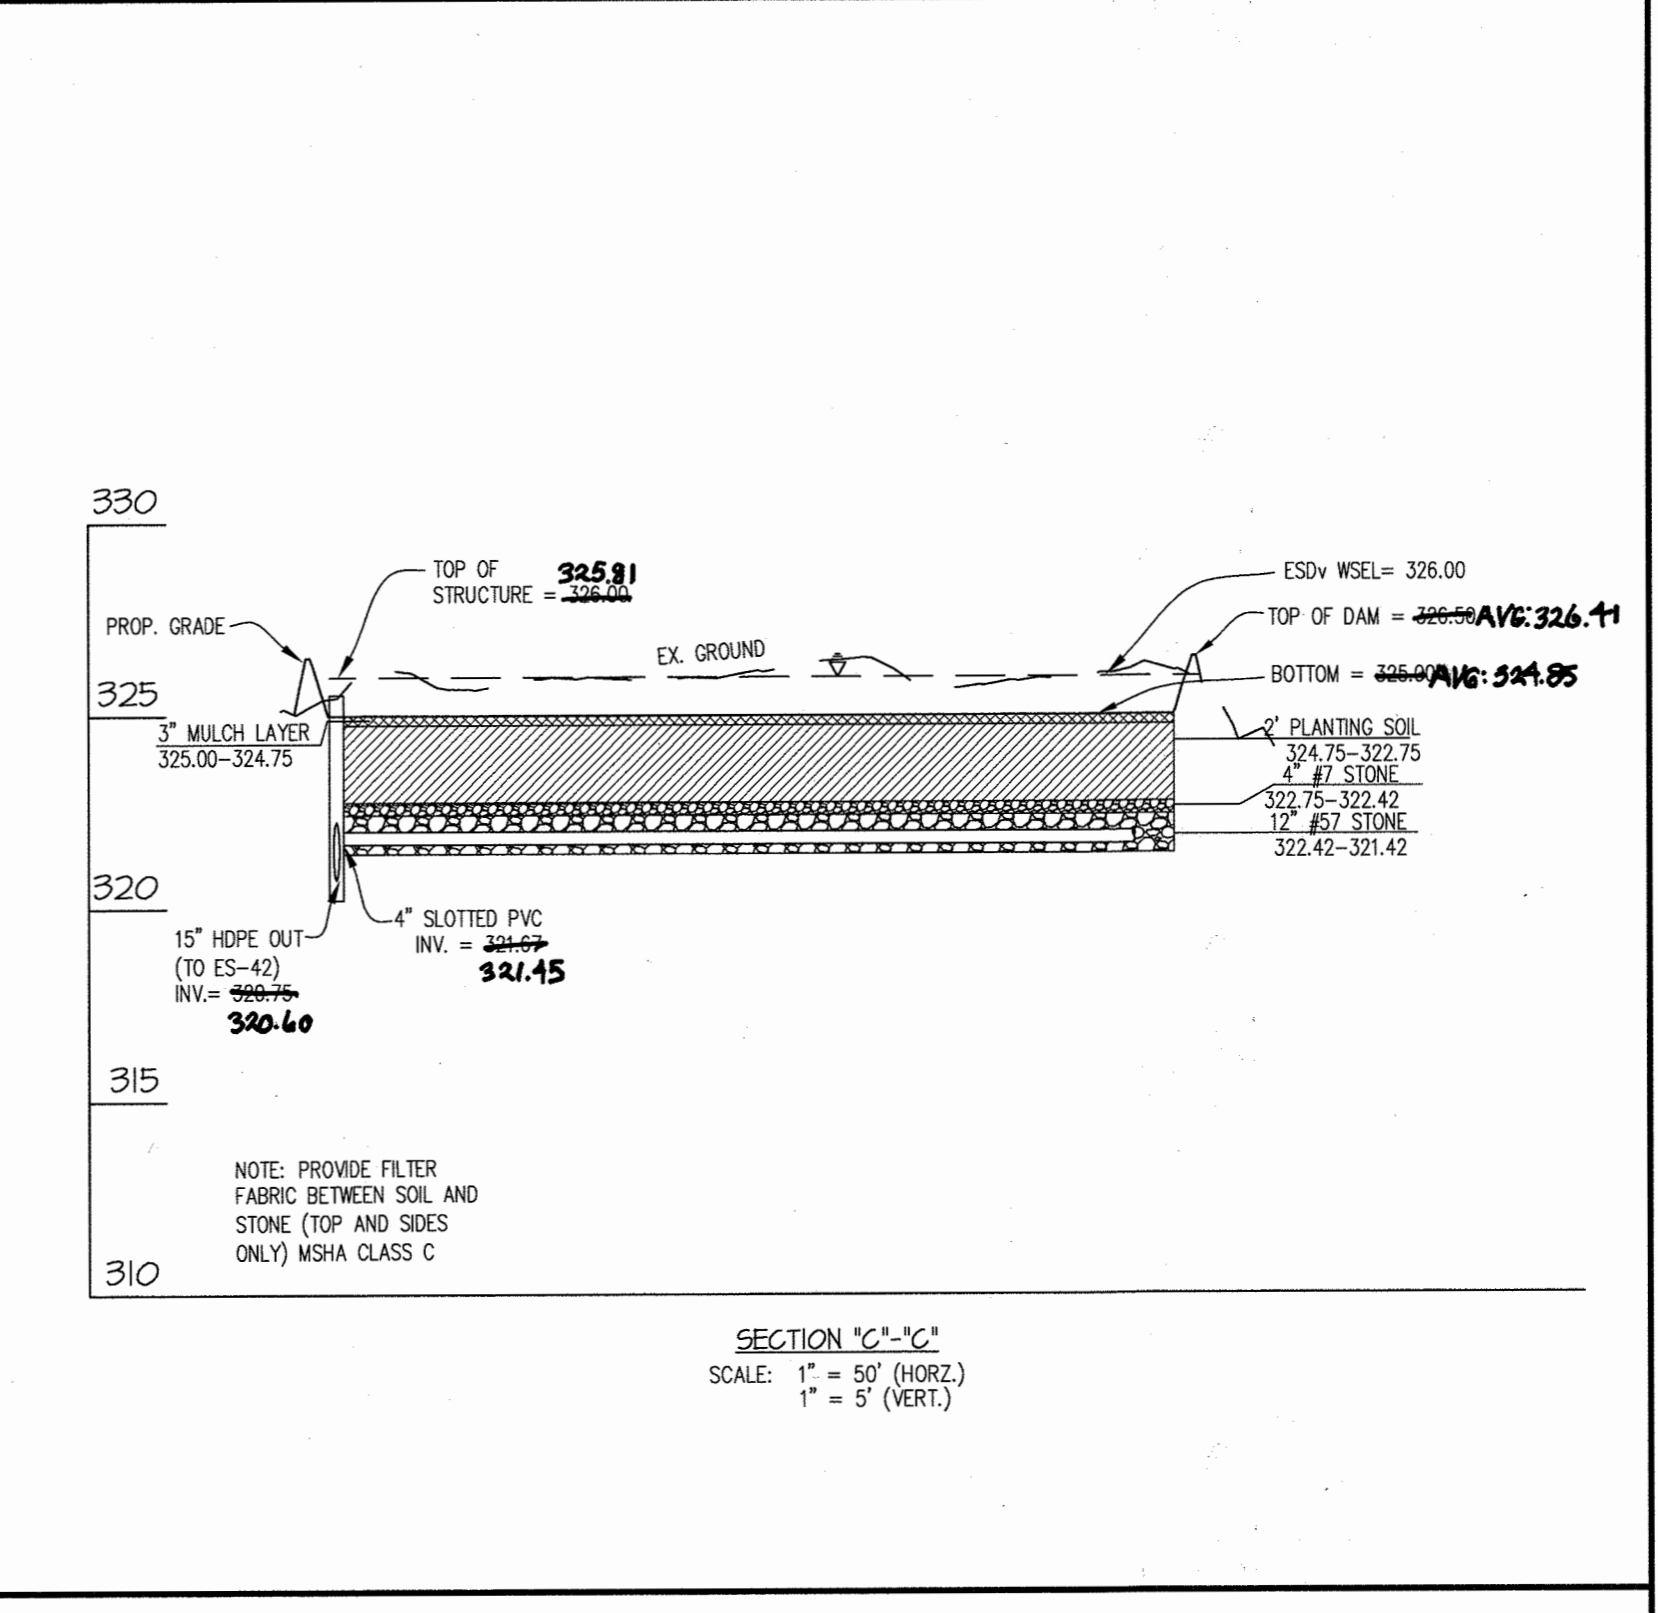 330
TOP OF 325.81
STRUCTURE = 326.00
ESDv WSEL= 326.00
TOP OF DAM = 326.50 AVG: 326.41
PROP. GRADE
EX. GROUND
BOTTOM = 325.00 AVG: 324.85
325
3" MULCH LAYER
325.00-324.75
2' PLANTING SOIL
324.75-322.75
4" #7 STONE
322.75-322.42
12" #57 STONE
322.42-321.42
320
4" SLOTTED PVC
INV. = 321.67
321.45
15" HDPE OUT
(TO ES-42)
INV.= 320.75
320.60
315
NOTE: PROVIDE FILTER
FABRIC BETWEEN SOIL AND
STONE (TOP AND SIDES
ONLY) MSHA CLASS C
310
SECTION "C"-"C"
SCALE: 1" = 50' (HORZ.)
1" = 5' (VERT.)